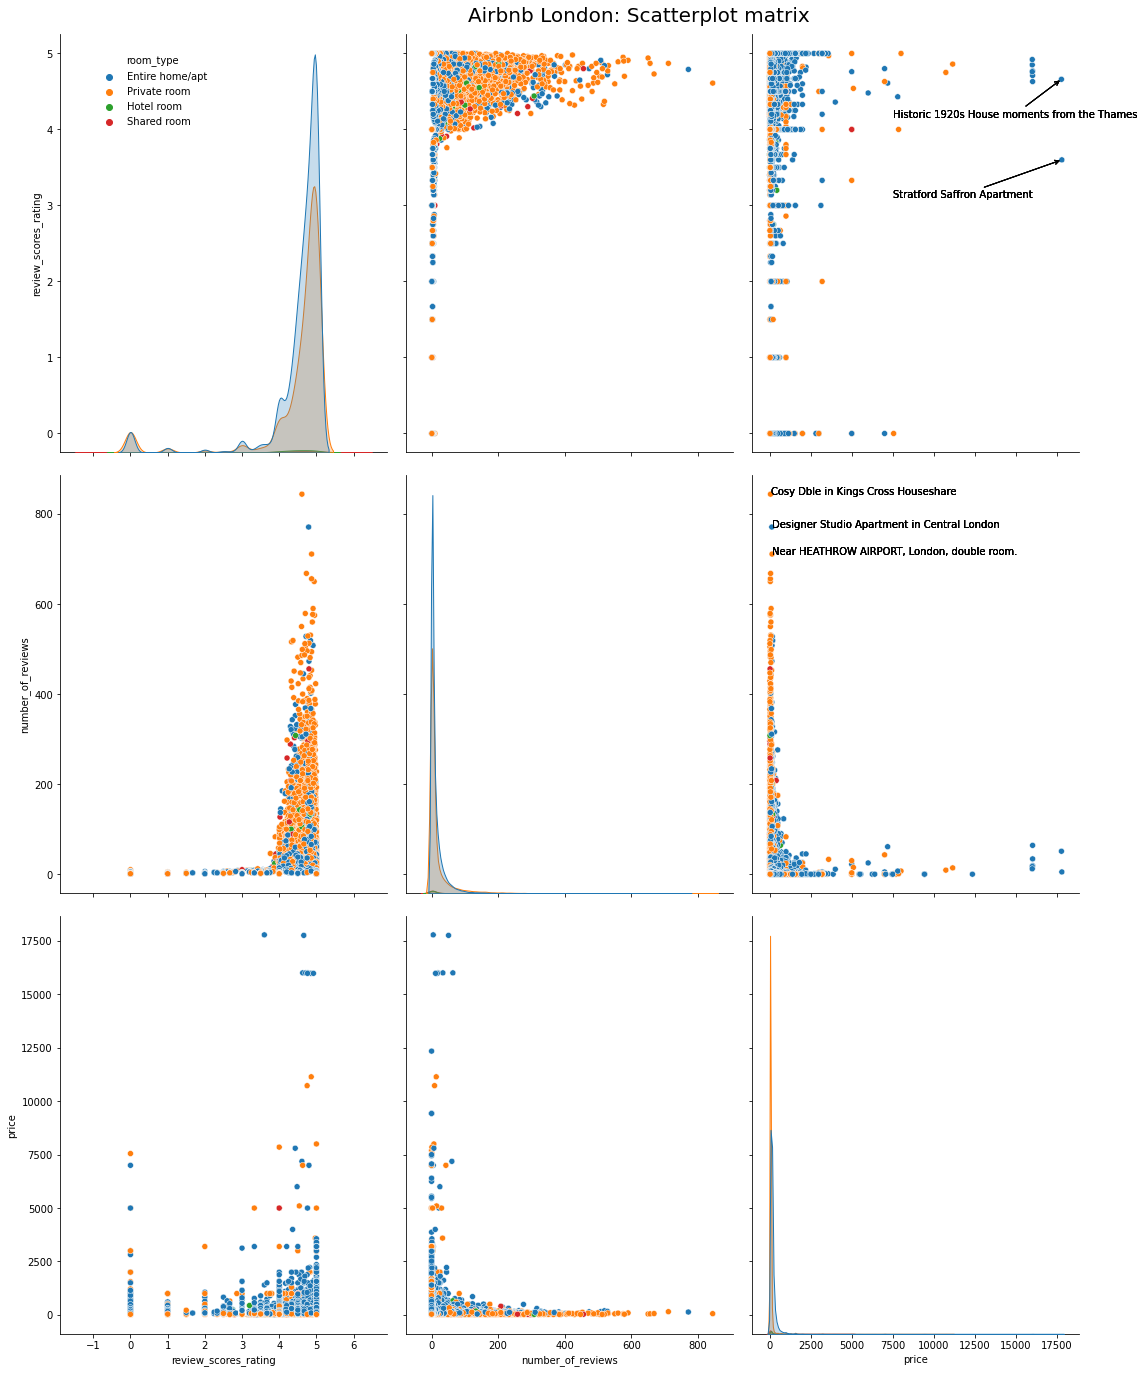 Airbnb London: Scatterplot matrix
room_type
Entire home/apt
Private room
Hotel room
Shared room
5
4
3
2
1
0
review_scores_rating
Historic 1920s House moments from the Thames
Stratford Saffron Apartment
800
600
400
200
0
number_of_reviews
Cosy Dble in Kings Cross Houseshare
Designer Studio Apartment in Central London
Near HEATHROW AIRPORT, London, double room.
17500
15000
12500
10000
7500
5000
2500
0
price
−1 0 1 2 3 4 5 6
review_scores_rating
0 200 400 600 800
number_of_reviews
0 2500 5000 7500 10000 12500 15000 17500
price